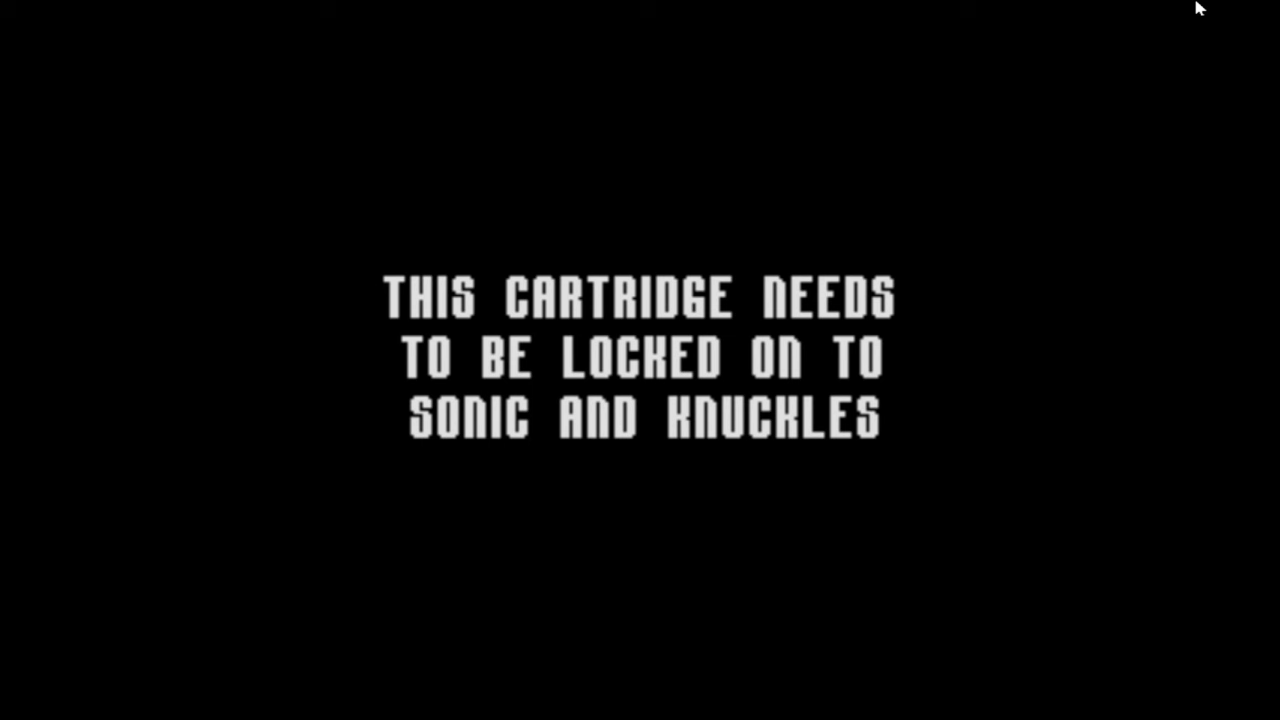 THIS CARTRIDGE NEEDS
TO BE LOCKED ON TO
SONIC AND KNUCKLES